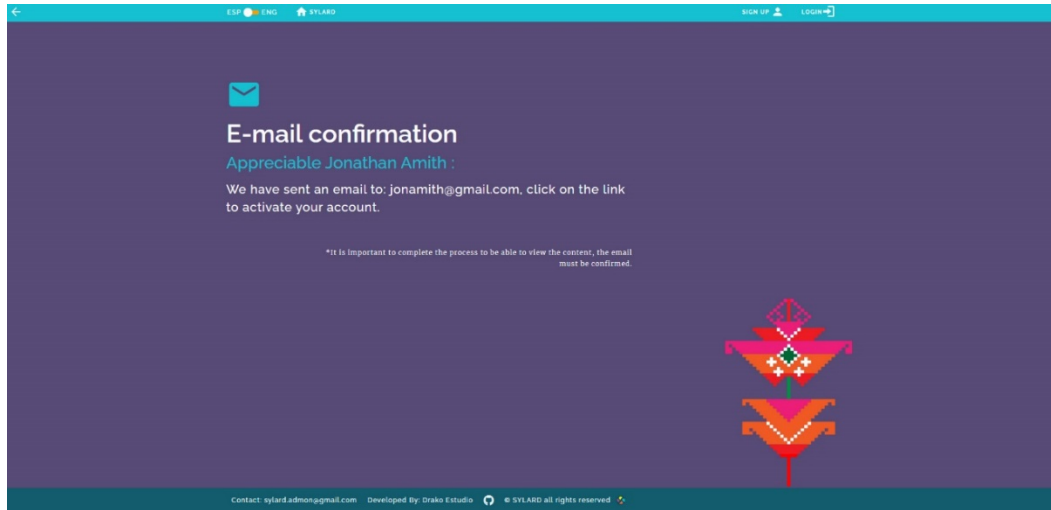 ESP ENG SYLARD SIGN UP LOGIN
E-mail confirmation
Appreciable Jonathan Amith :
We have sent an email to: jonamith@gmail.com, click on the link
to activate your account.
*It is important to complete the process to be able to view the content, the email
must be confirmed.
Contact: sylard.admon@gmail.com Developed By: Drako Estudio © SYLARD all rights reserved